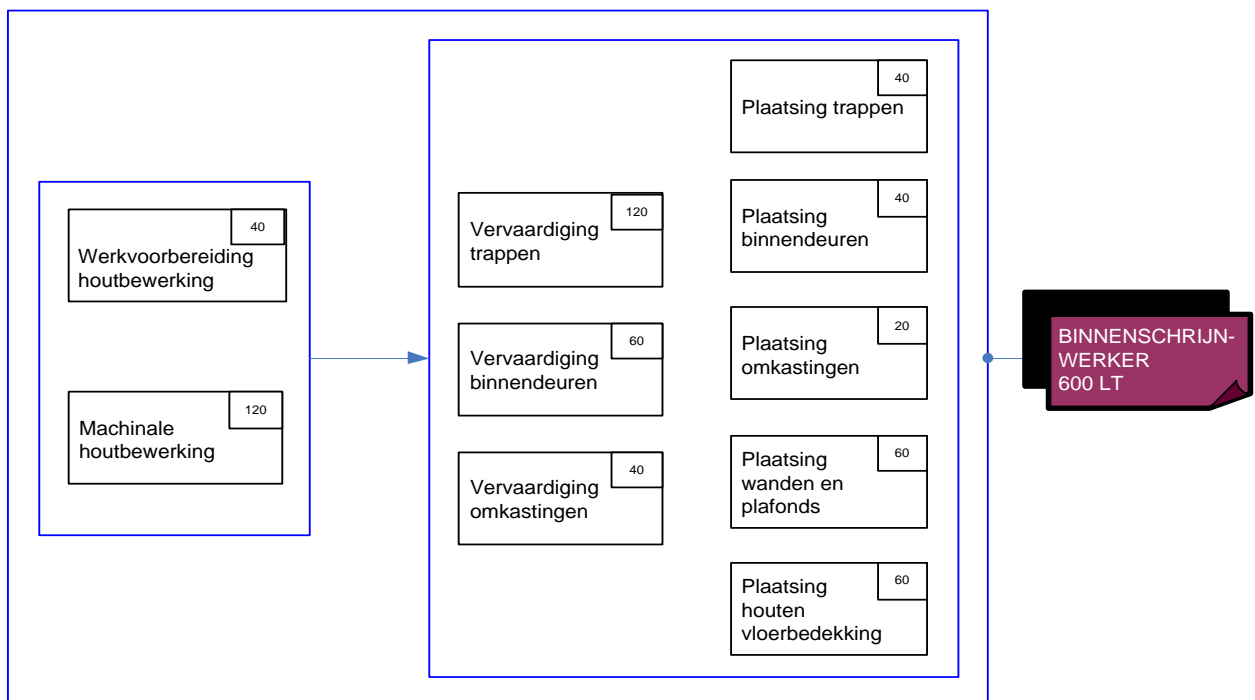 40
Werkvoorbereiding
houtbewerking
120
Machinale
houtbewerking
120
Vervaardiging
trappen
60
Vervaardiging
binnendeuren
40
Vervaardiging
omkastingen
40
Plaatsing trappen
40
Plaatsing
binnendeuren
20
Plaatsing
omkastingen
60
Plaatsing
wanden en
plafonds
60
Plaatsing
houten
vloerbedekking
BINNENSCHRIJN-
WERKER
600 LT